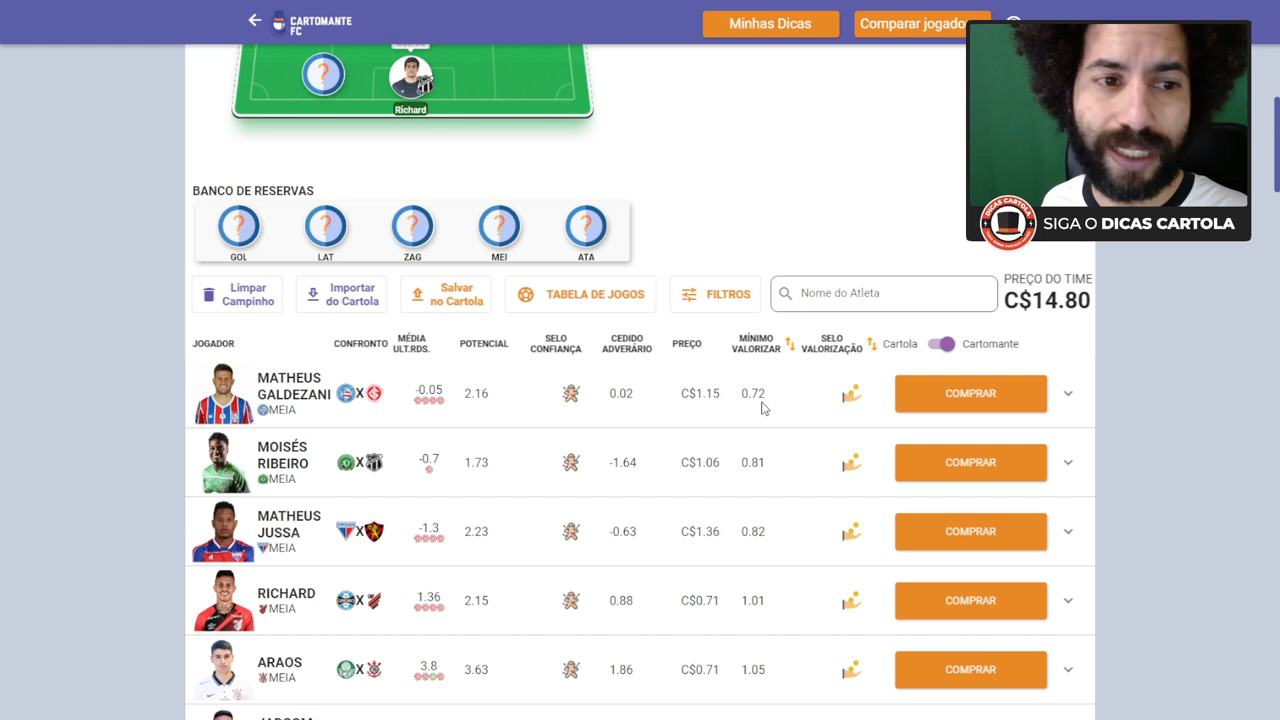 CARTOMANTE
FC
Minhas Dicas
Comparar jogado
Richard
BANCO DE RESERVAS
GOL
LAT
ZAG
MEI
ATA
Limpar
Campinho
Importar
do Cartola
Salvar
no Cartola
TABELA DE JOGOS
FILTROS
Nome do Atleta
PREÇO DO TIME
C$14.80
DICAS CARTOLA
SIGA O DICAS CARTOLA
JOGADOR
CONFRONTO
MÉDIA
ULT.RDS.
POTENCIAL
SELO
CONFIANÇA
CEDIDO
ADVERÁRIO
PREÇO
MÍNIMO
VALORIZAR
SELO
VALORIZAÇÃO
Cartola
Cartomante
MATHEUS
GALDEZANI
MEIA
X
-0.05
2.16
0.02
C$1.15
0.72
COMPRAR
MOISÉS
RIBEIRO
MEIA
X
-0.7
1.73
-1.64
C$1.06
0.81
COMPRAR
MATHEUS
JUSSA
MEIA
X
-1.3
2.23
-0.63
C$1.36
0.82
COMPRAR
RICHARD
MEIA
X
1.36
2.15
0.88
C$0.71
1.01
COMPRAR
ARAOS
MEIA
X
3.8
3.63
1.86
C$0.71
1.05
COMPRAR